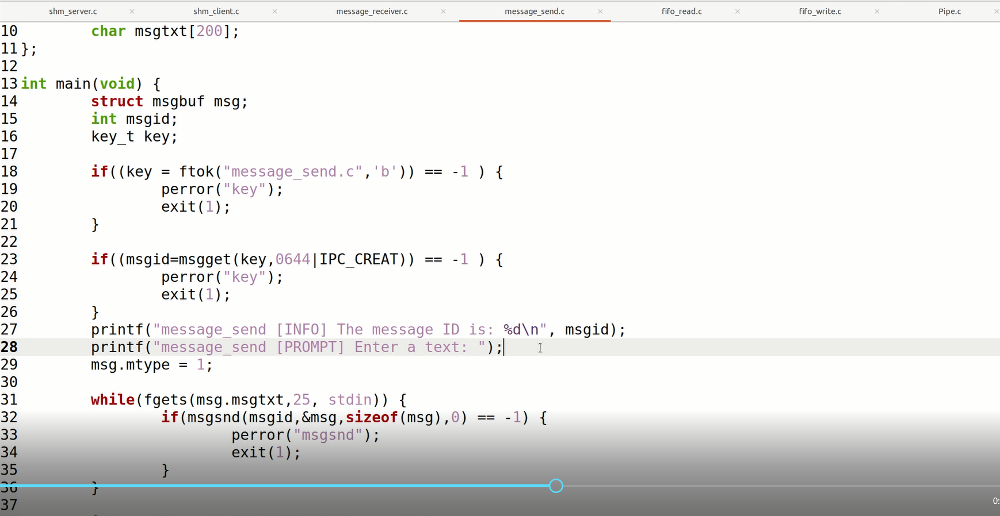 shm_server.c × shm_client.c × message_receiver.c × message_send.c × fifo_read.c × fifo_write.c × Pipe.c ×
10 char msgtxt[200];
11 };
12
13 int main(void) {
14 struct msgbuf msg;
15 int msgid;
16 key_t key;
17
18 if((key = ftok("message_send.c",'b')) == -1 ) {
19 perror("key");
20 exit(1);
21 }
22
23 if((msgid=msgget(key,0644|IPC_CREAT)) == -1 ) {
24 perror("key");
25 exit(1);
26 }
27 printf("message_send [INFO] The message ID is: %d\n", msgid);
28 printf("message_send [PROMPT] Enter a text: ");
29 msg.mtype = 1;
30
31 while(fgets(msg.msgtxt,25, stdin)) {
32 if(msgsnd(msgid,&msg,sizeof(msg),0) == -1) {
33 perror("msgsnd");
34 exit(1);
35 }
36 }
37
0: